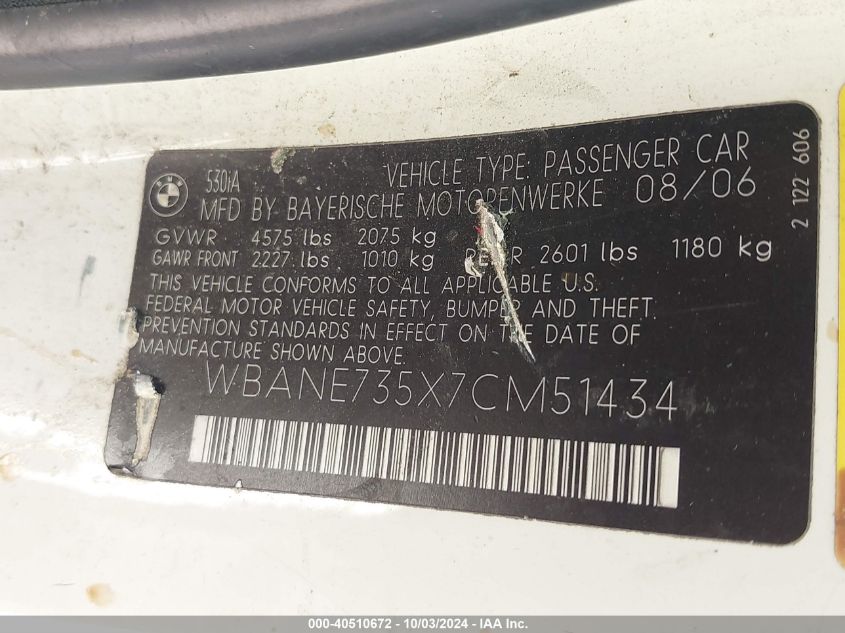 BMW
530iA
VEHICLE TYPE: PASSENGER CAR
MFD BY BAYERISCHE MOTORENWERKE 08/06
GVWR 4575 lbs 2075 kg
GAWR FRONT 2227 lbs 1010 kg REAR 2601 lbs 1180 kg
THIS VEHICLE CONFORMS TO ALL APPLICABLE U.S.
FEDERAL MOTOR VEHICLE SAFETY, BUMPER AND THEFT
PREVENTION STANDARDS IN EFFECT ON THE DATE OF
MANUFACTURE SHOWN ABOVE.
WBANE735X7CM51434
2 122 606
000-40510672 - 10/03/2024 - IAA Inc.